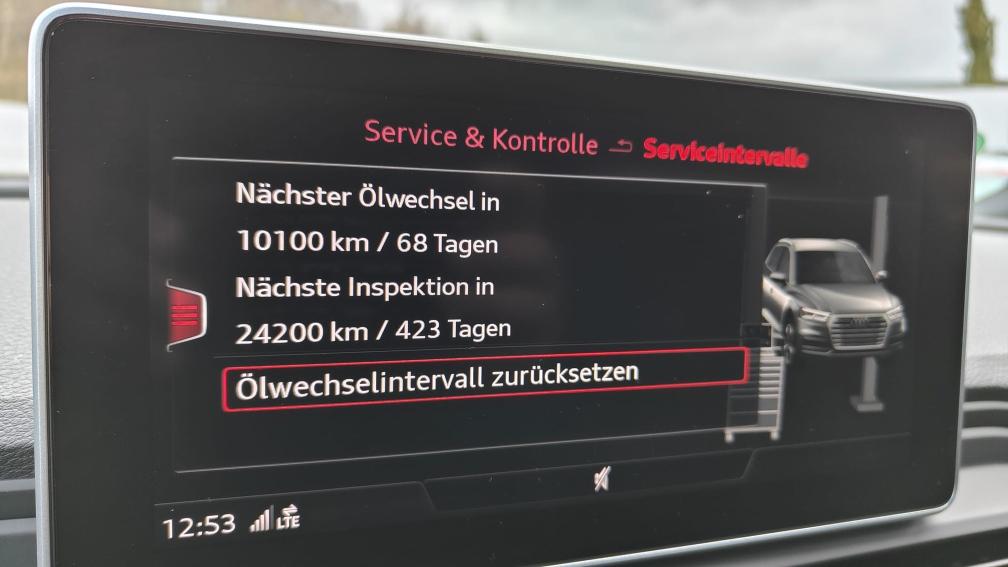 Service & Kontrolle Serviceintervalle
Nächster Ölwechsel in
10100 km / 68 Tagen
Nächste Inspektion in
24200 km / 423 Tagen
Ölwechselintervall zurücksetzen
12:53 LTE